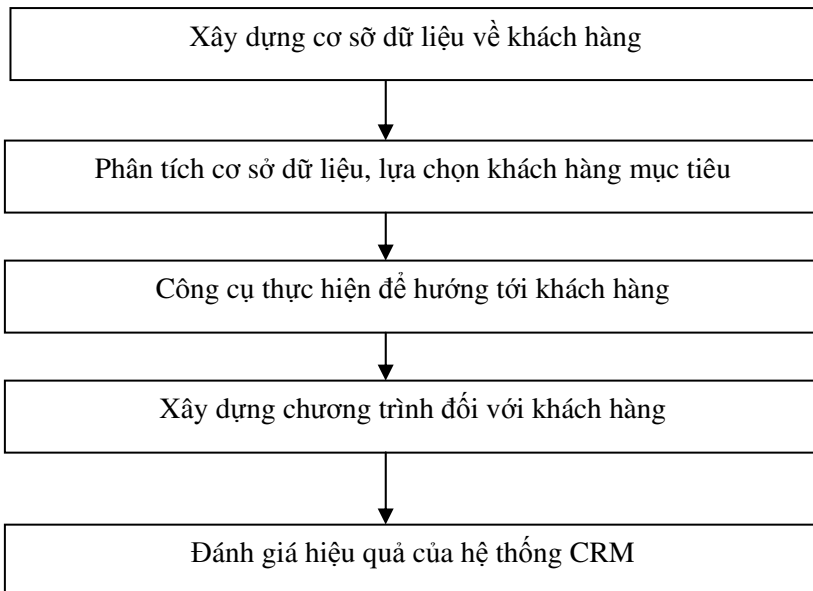 Xây dựng cơ sỡ dữ liệu về khách hàng
Phân tích cơ sở dữ liệu, lựa chọn khách hàng mục tiêu
Công cụ thực hiện để hướng tới khách hàng
Xây dựng chương trình đối với khách hàng
Đánh giá hiệu quả của hệ thống CRM